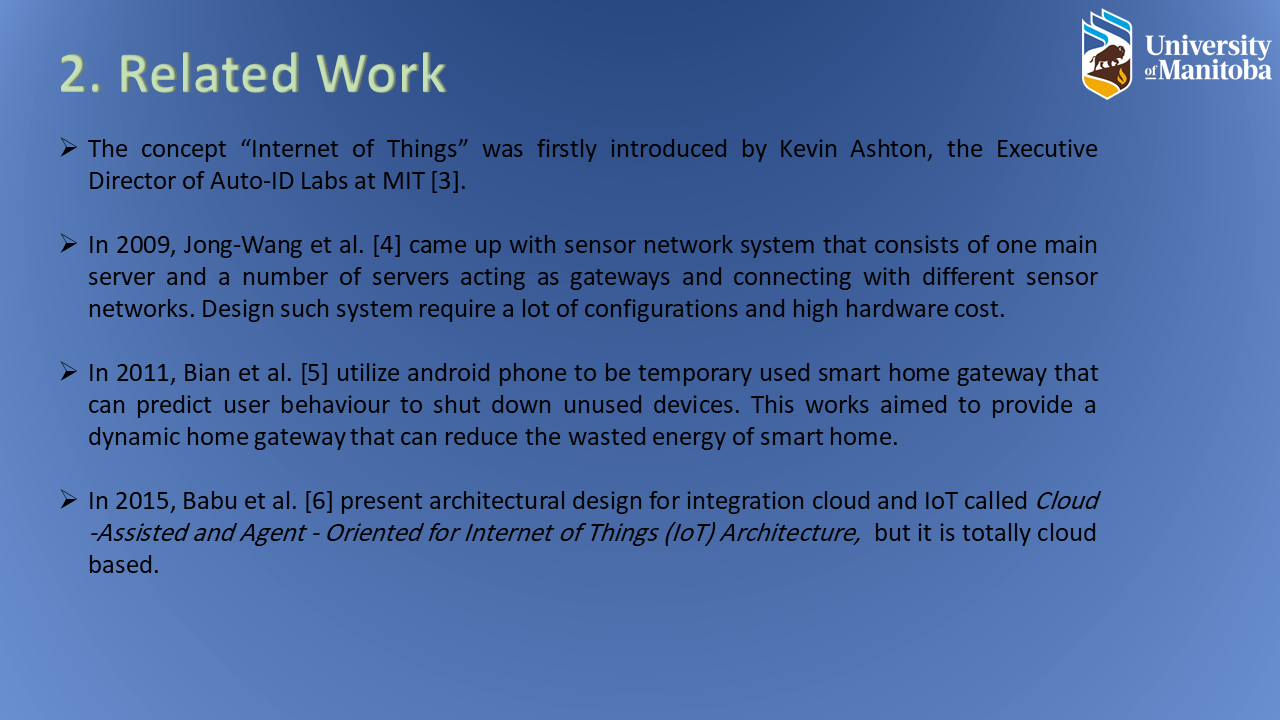 2. Related Work
University
of Manitoba
➢ The concept “Internet of Things” was firstly introduced by Kevin Ashton, the Executive
Director of Auto-ID Labs at MIT [3].
➢ In 2009, Jong-Wang et al. [4] came up with sensor network system that consists of one main
server and a number of servers acting as gateways and connecting with different sensor
networks. Design such system require a lot of configurations and high hardware cost.
➢ In 2011, Bian et al. [5] utilize android phone to be temporary used smart home gateway that
can predict user behaviour to shut down unused devices. This works aimed to provide a
dynamic home gateway that can reduce the wasted energy of smart home.
➢ In 2015, Babu et al. [6] present architectural design for integration cloud and IoT called Cloud
-Assisted and Agent - Oriented for Internet of Things (IoT) Architecture, but it is totally cloud
based.